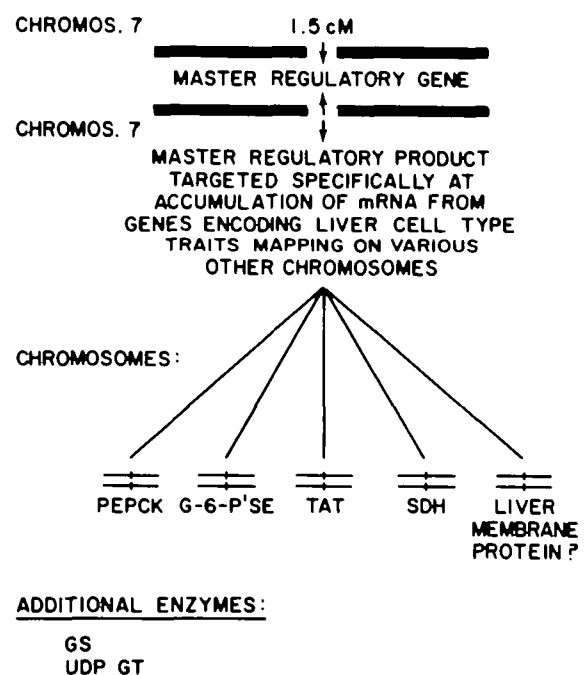 CHROMOS. 7 1.5 cM
MASTER REGULATORY GENE
CHROMOS. 7
MASTER REGULATORY PRODUCT
TARGETED SPECIFICALLY AT
ACCUMULATION OF mRNA FROM
GENES ENCODING LIVER CELL TYPE
TRAITS MAPPING ON VARIOUS
OTHER CHROMOSOMES
CHROMOSOMES:
PEPCK G-6-P'SE TAT SDH LIVER
MEMBRANE
PROTEIN?
ADDITIONAL ENZYMES:
GS
UDP GT